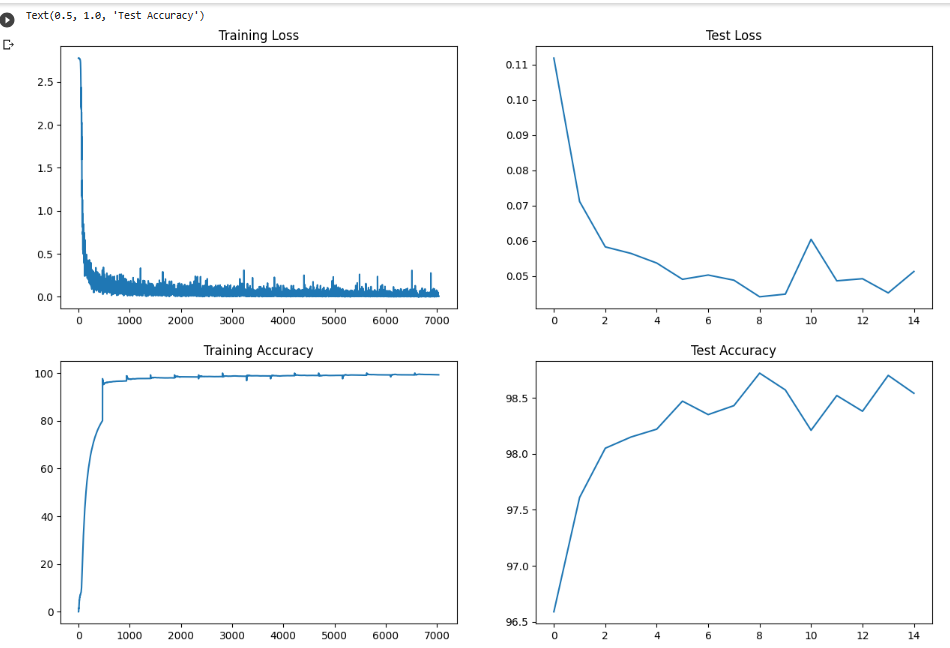 Text(0.5, 1.0, 'Test Accuracy')
Training Loss
2.5
2.0
1.5
1.0
0.5
0.0
0 1000 2000 3000 4000 5000 6000 7000
Test Loss
0.11
0.10
0.09
0.08
0.07
0.06
0.05
0 2 4 6 8 10 12 14
Training Accuracy
100
80
60
40
20
0
0 1000 2000 3000 4000 5000 6000 7000
Test Accuracy
98.5
98.0
97.5
97.0
96.5
0 2 4 6 8 10 12 14